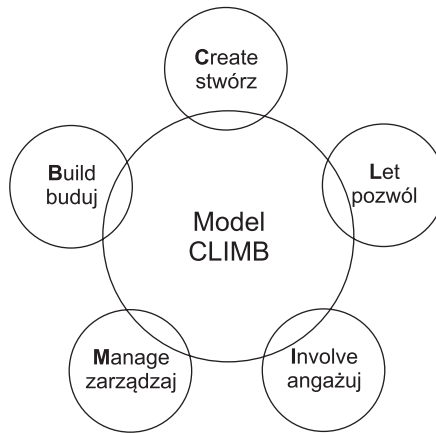 Create
stwórz
Let
pozwól
Involve
angażuj
Manage
zarządzaj
Build
buduj
Model
CLIMB